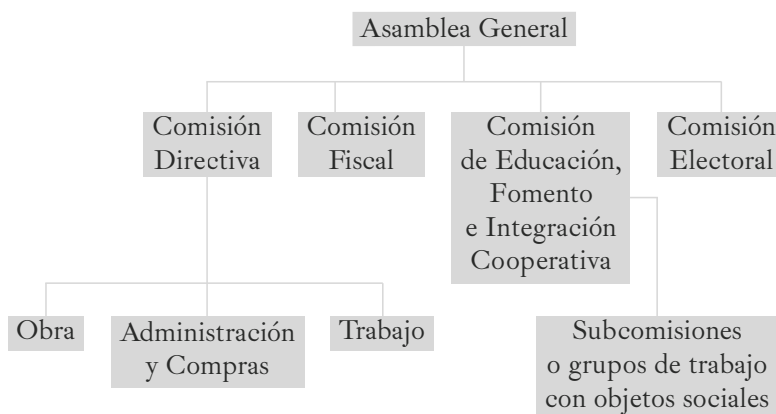 Asamblea General
Comisión
Directiva
Comisión
Fiscal
Comisión
de Educación,
Fomento
e Integración
Cooperativa
Comisión
Electoral
Obra
Administración
y Compras
Trabajo
Subcomisiones
o grupos de trabajo
con objetos sociales